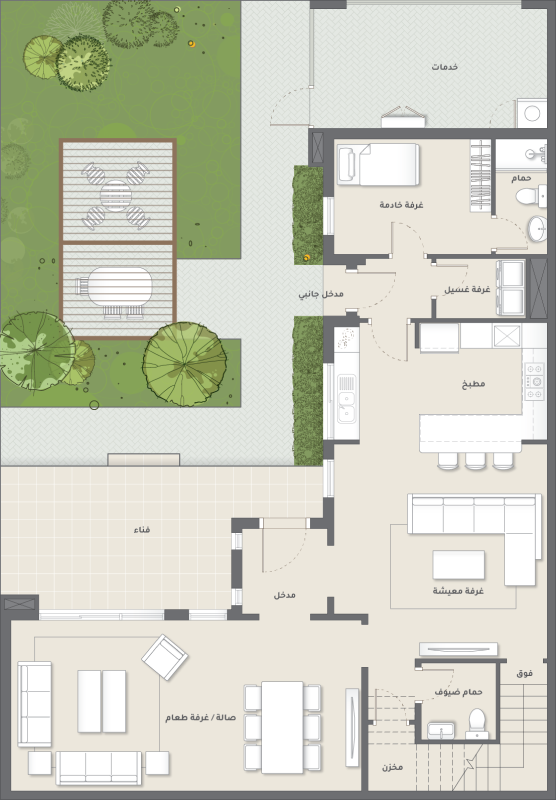 خدمات
حمام
غرفة خادمة
غرفة غسيل
مدخل جانبي
مطبخ
فناء
غرفة معيشة
مدخل
فوق
حمام ضيوف
صالة / غرفة طعام
مخزن